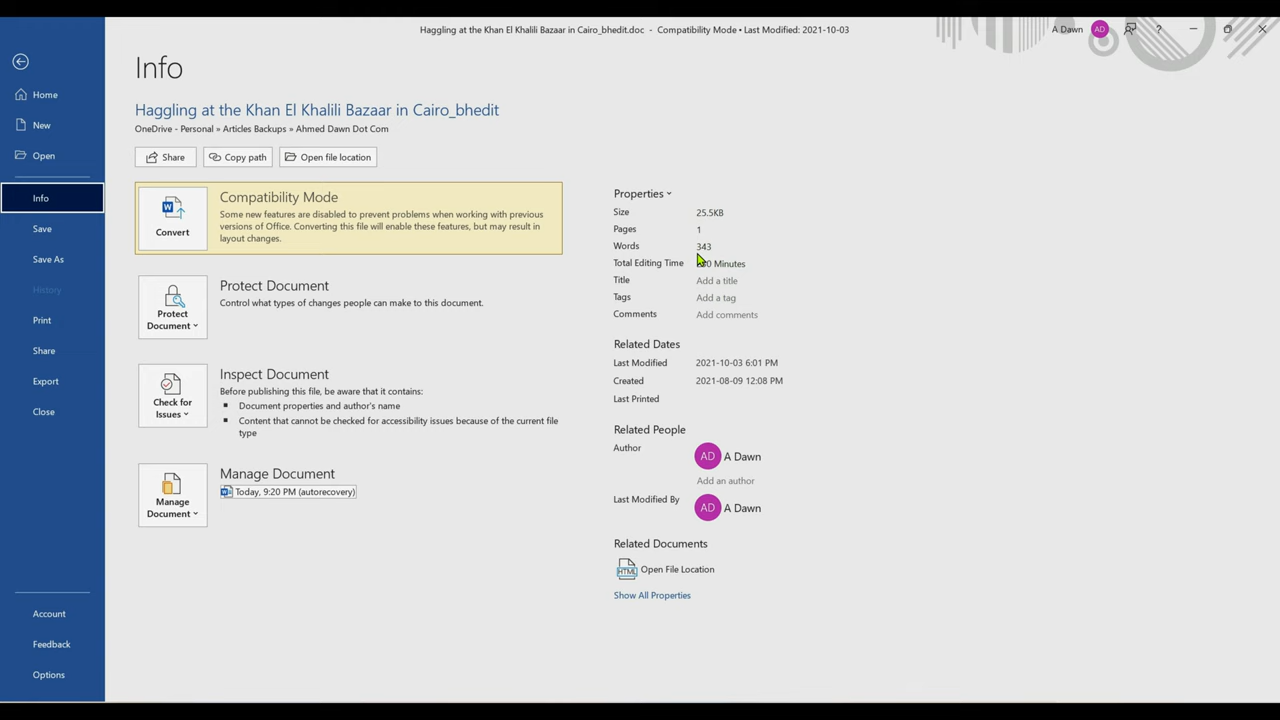 Haggling at the Khan El Khalili Bazaar in Cairo_bhedit.doc - Compatibility Mode • Last Modified: 2021-10-03
A Dawn AD ?
Info
Home
New
Open
Info
Save
Save As
History
Print
Share
Export
Close
Account
Feedback
Options
Haggling at the Khan El Khalili Bazaar in Cairo_bhedit
OneDrive - Personal » Articles Backups » Ahmed Dawn Dot Com
Share Copy path Open file location
Convert
Compatibility Mode
Some new features are disabled to prevent problems when working with previous
versions of Office. Converting this file will enable these features, but may result in
layout changes.
Protect
Document
Protect Document
Control what types of changes people can make to this document.
Check for
Issues
Inspect Document
Before publishing this file, be aware that it contains:
Document properties and author's name
Content that cannot be checked for accessibility issues because of the current file
type
Manage
Document
Manage Document
Today, 9:20 PM (autorecovery)
Properties
Size 25.5KB
Pages 1
Words 343
Total Editing Time Minutes
Title Add a title
Tags Add a tag
Comments Add comments
Related Dates
Last Modified 2021-10-03 6:01 PM
Created 2021-08-09 12:08 PM
Last Printed
Related People
Author AD A Dawn
Add an author
Last Modified By AD A Dawn
Related Documents
HTML Open File Location
Show All Properties